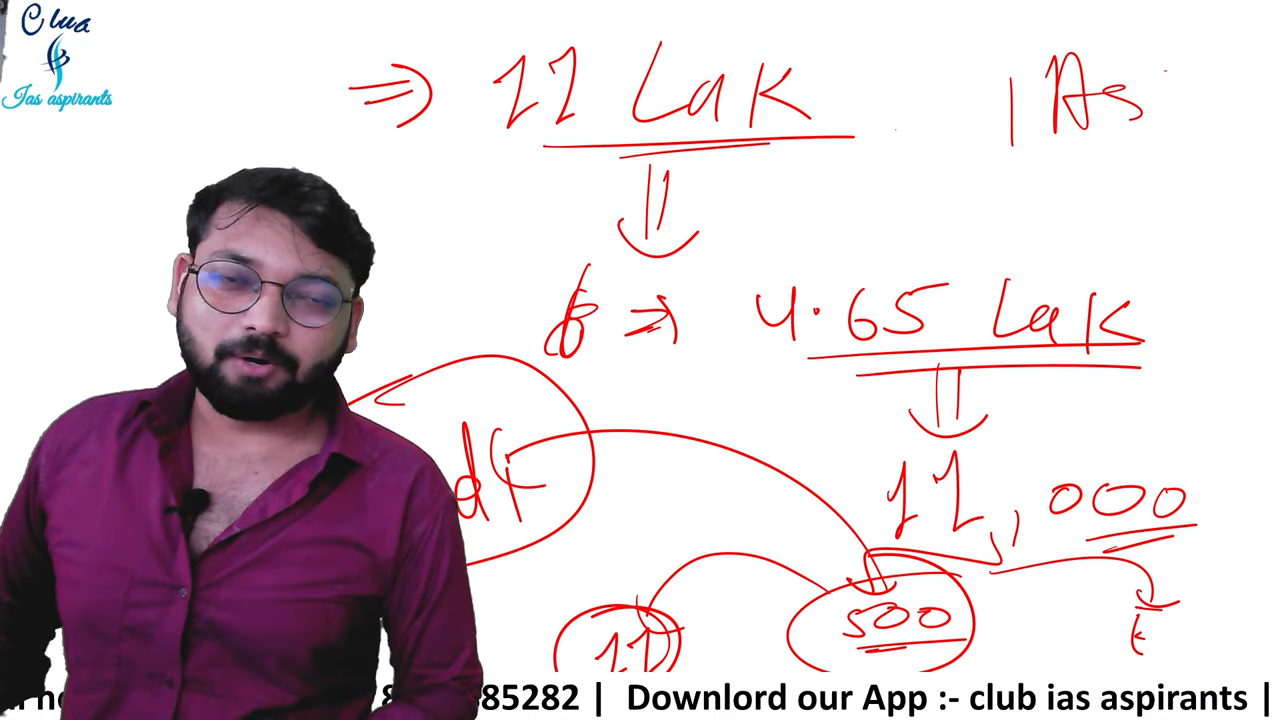 Club
Ias aspirants
⇒ 11 Lak
IAs
⇒ 4.65 Lak
11,000
500
11
85282 | Downlord our App :- club ias aspirants |